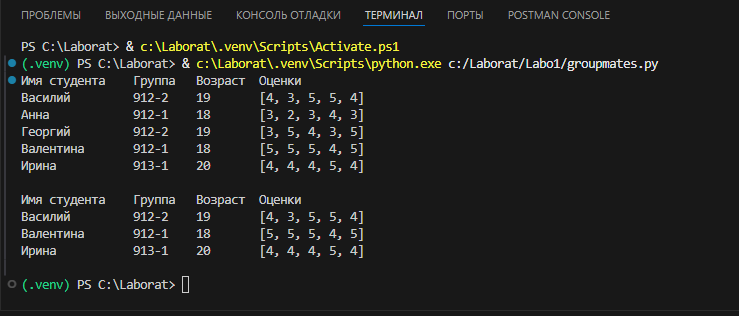 ПРОБЛЕМЫ ВЫХОДНЫЕ ДАННЫЕ КОНСОЛЬ ОТЛАДКИ ТЕРМИНАЛ ПОРТЫ POSTMAN CONSOLE
PS C:\Laborat> & c:\Laborat\.venv\Scripts\Activate.ps1
(.venv) PS C:\Laborat> & c:\Laborat\.venv\Scripts\python.exe c:/Laborat/Labo1/groupmates.py
Имя студента Группа Возраст Оценки
Василий 912-2 19 [4, 3, 5, 5, 4]
Анна 912-1 18 [3, 2, 3, 4, 3]
Георгий 912-2 19 [3, 5, 4, 3, 5]
Валентина 912-1 18 [5, 5, 5, 4, 5]
Ирина 913-1 20 [4, 4, 4, 5, 4]
Имя студента Группа Возраст Оценки
Василий 912-2 19 [4, 3, 5, 5, 4]
Валентина 912-1 18 [5, 5, 5, 4, 5]
Ирина 913-1 20 [4, 4, 4, 5, 4]
(.venv) PS C:\Laborat>